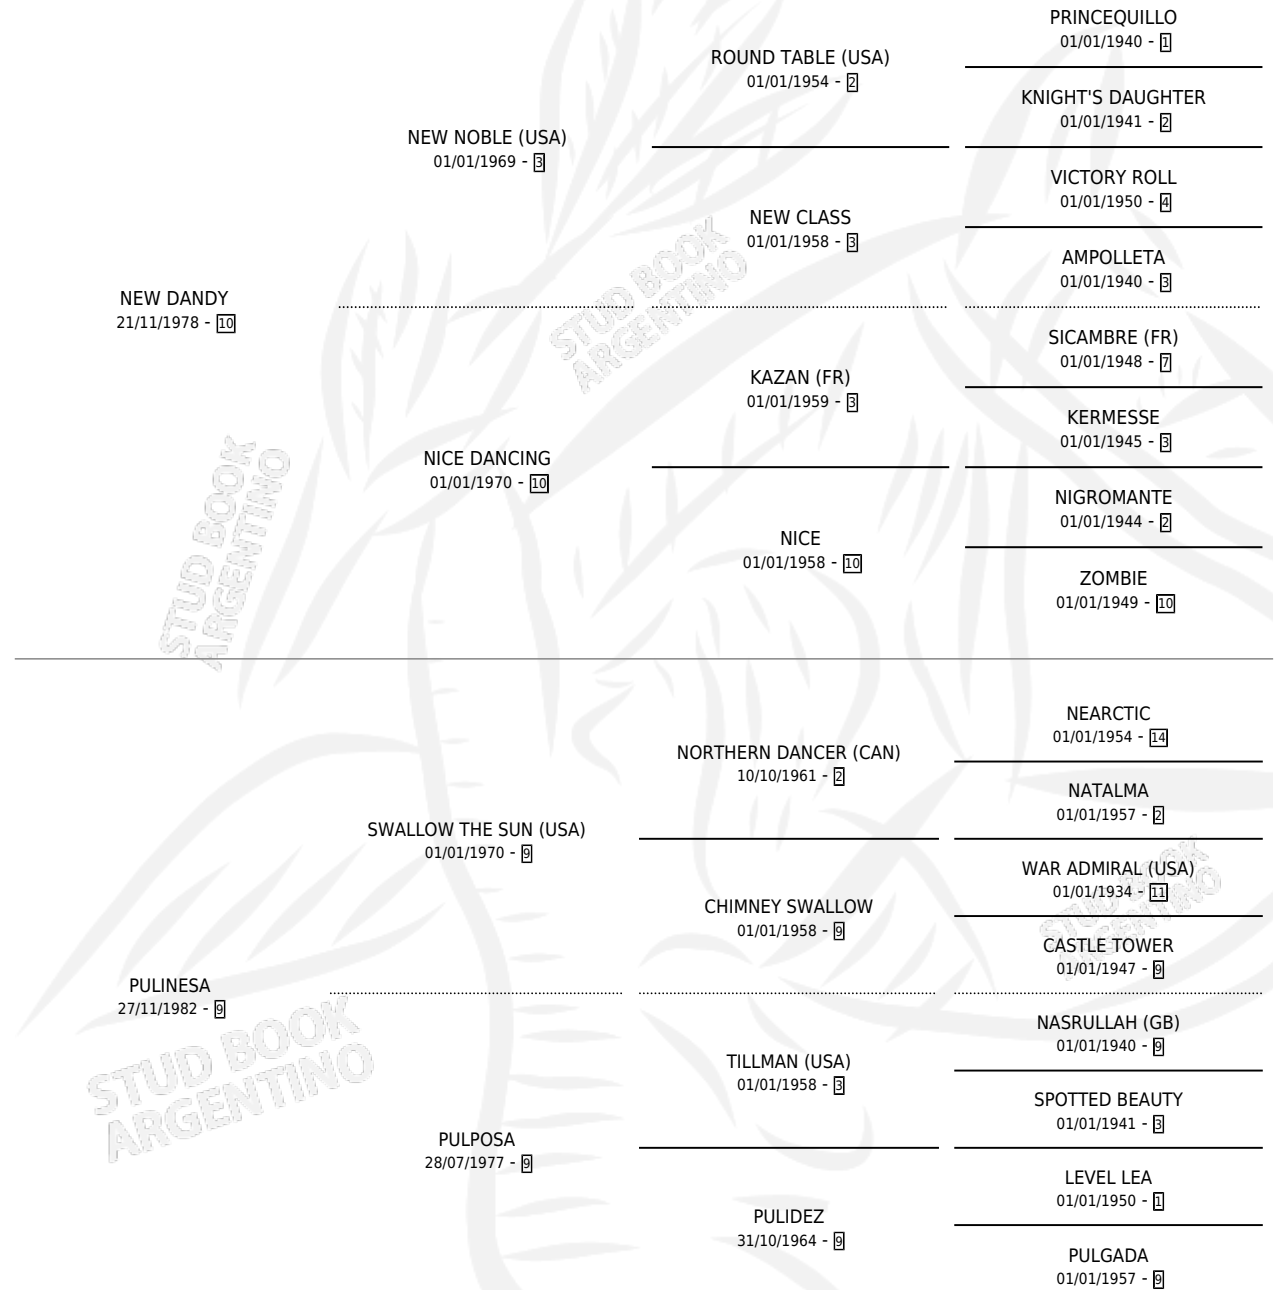 PRINCEQUILLO
01/01/1940 - 1
ROUND TABLE (USA)
01/01/1954 - 2
KNIGHT'S DAUGHTER
01/01/1941 - 2
NEW NOBLE (USA)
01/01/1969 - 3
VICTORY ROLL
01/01/1950 - 4
NEW CLASS
01/01/1958 - 3
AMPOLLETA
01/01/1940 - 3
NEW DANDY
21/11/1978 - 10
SICAMBRE (FR)
01/01/1948 - 7
KAZAN (FR)
01/01/1959 - 3
KERMESSE
01/01/1945 - 3
NICE DANCING
01/01/1970 - 10
NIGROMANTE
01/01/1944 - 2
NICE
01/01/1958 - 10
ZOMBIE
01/01/1949 - 10
STUD BOOK
ARGENTINO
STUD BOOK
ARGENTINO
NEARCTIC
01/01/1954 - 14
NORTHERN DANCER (CAN)
10/10/1961 - 2
NATALMA
01/01/1957 - 2
SWALLOW THE SUN (USA)
01/01/1970 - 9
WAR ADMIRAL (USA)
01/01/1934 - 11
CHIMNEY SWALLOW
01/01/1958 - 9
CASTLE TOWER
01/01/1947 - 9
STUD BOOK
ARGENTINO
PULINESA
27/11/1982 - 9
NASRULLAH (GB)
01/01/1940 - 9
TILLMAN (USA)
01/01/1958 - 3
SPOTTED BEAUTY
01/01/1941 - 3
STUD BOOK
ARGENTINO
PULPOSA
28/07/1977 - 9
LEVEL LEA
01/01/1950 - 1
PULIDEZ
31/10/1964 - 9
PULGADA
01/01/1957 - 9